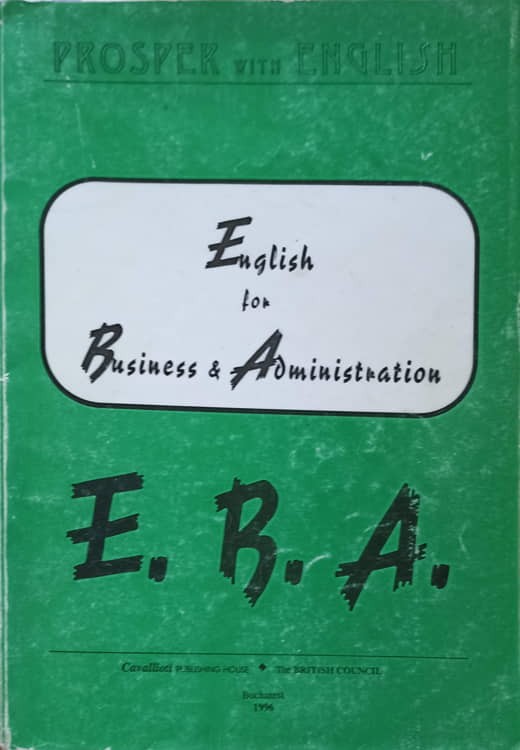 PROSPER WITH ENGLISH
English
for
Business & Administration
E. B. A.
Cavallioti PUBLISHING HOUSE ♦ The BRITISH COUNCIL
Bucharest
1996